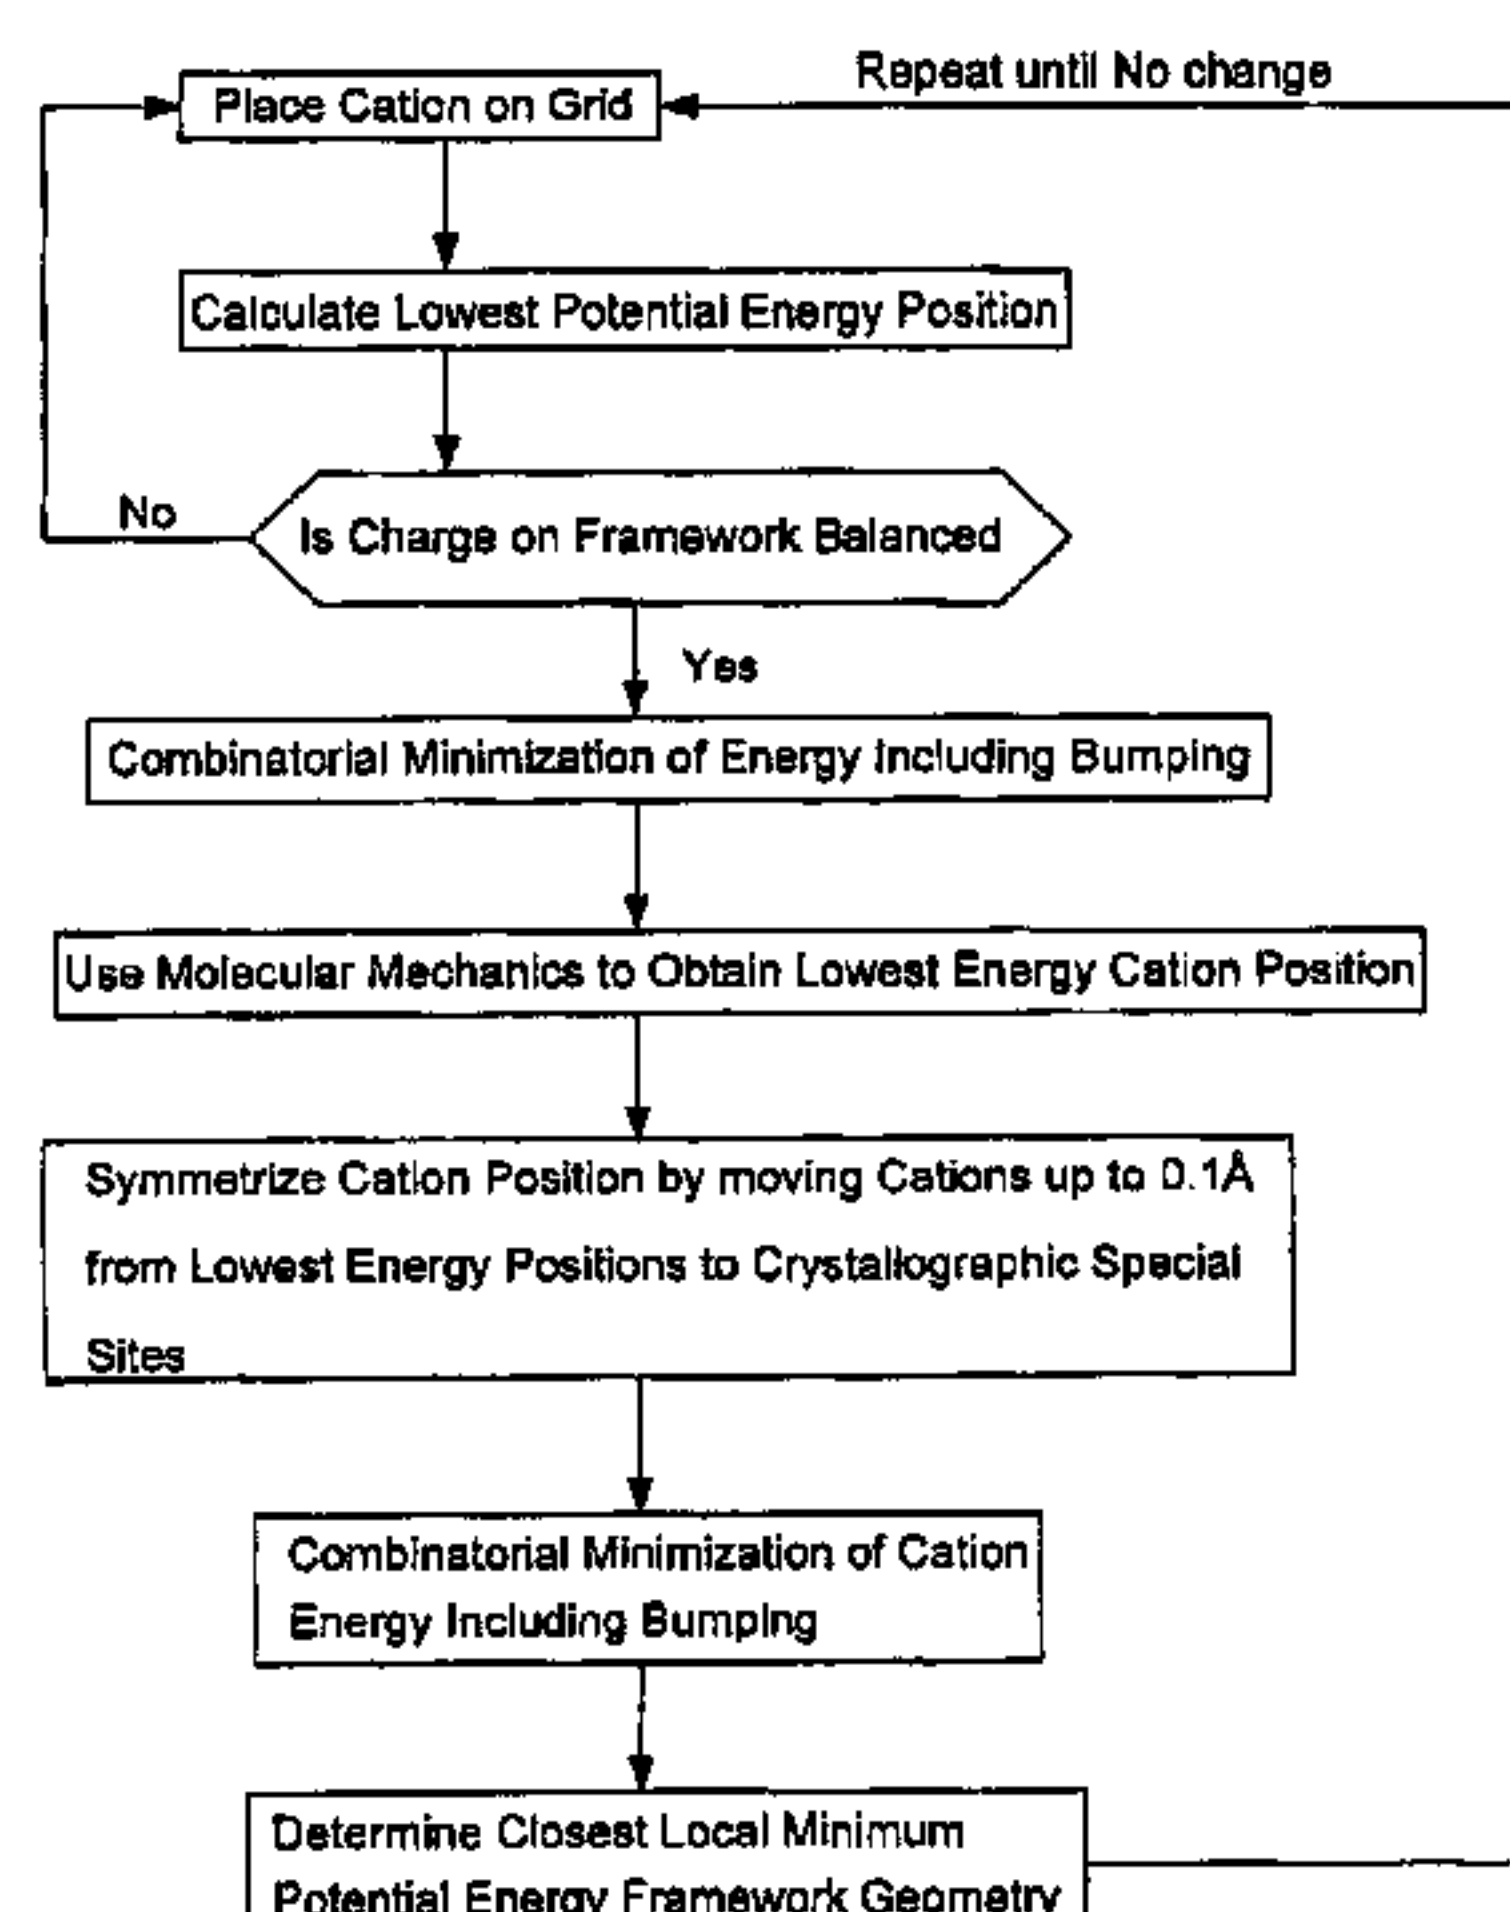 Repeat until No change
Place Cation on Grid
Calculate Lowest Potential Energy Position
No
Is Charge on Framework Balanced
Yes
Combinatorial Minimization of Energy Including Bumping
Use Molecular Mechanics to Obtain Lowest Energy Cation Position
Symmetrize Cation Position by moving Cations up to 0.1Å
from Lowest Energy Positions to Crystallographic Special
Sites
Combinatorial Minimization of Cation
Energy Including Bumping
Determine Closest Local Minimum
Potential Energy Framework Geometry